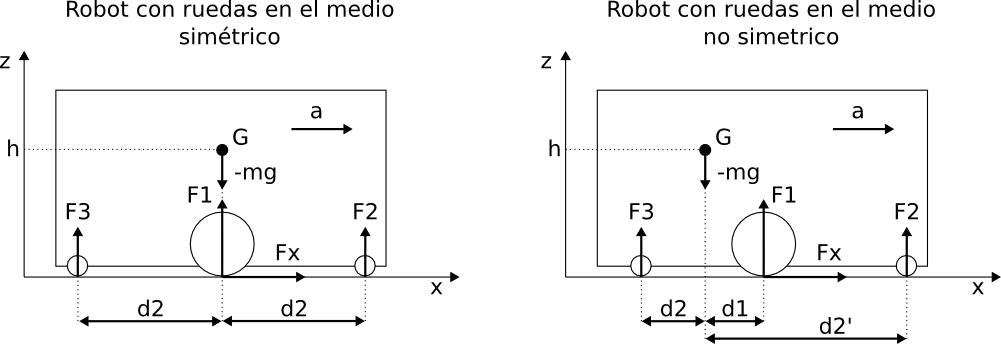 Robot con ruedas en el medio
simétrico
z
a
h
G
-mg
F1
F3
F2
Fx
x
d2
d2
Robot con ruedas en el medio
no simetrico
z
a
h
G
-mg
F1
F3
F2
Fx
x
d2
d1
d2'